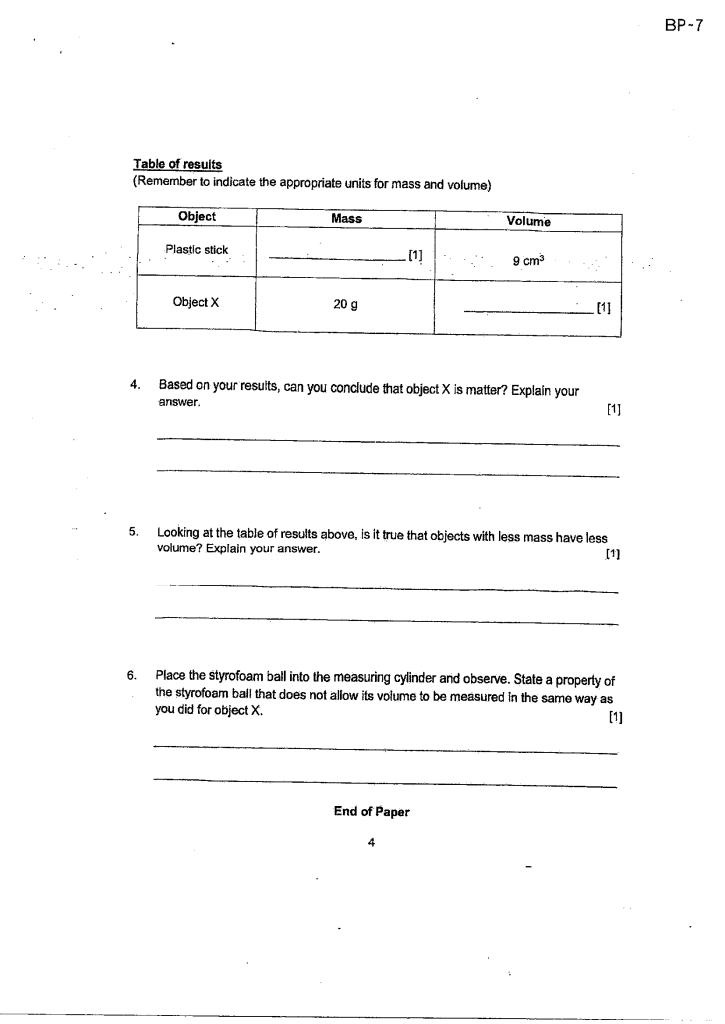 BP-7
Table of results
(Remember to indicate the appropriate units for mass and volume)
Object Mass Volume
Plastic stick ____________ [1] 9 cm³
Object X 20 g ____________ [1]
4. Based on your results, can you conclude that object X is matter? Explain your
answer. [1]
5. Looking at the table of results above, is it true that objects with less mass have less
volume? Explain your answer. [1]
6. Place the styrofoam ball into the measuring cylinder and observe. State a property of
the styrofoam ball that does not allow its volume to be measured in the same way as
you did for object X. [1]
End of Paper
4